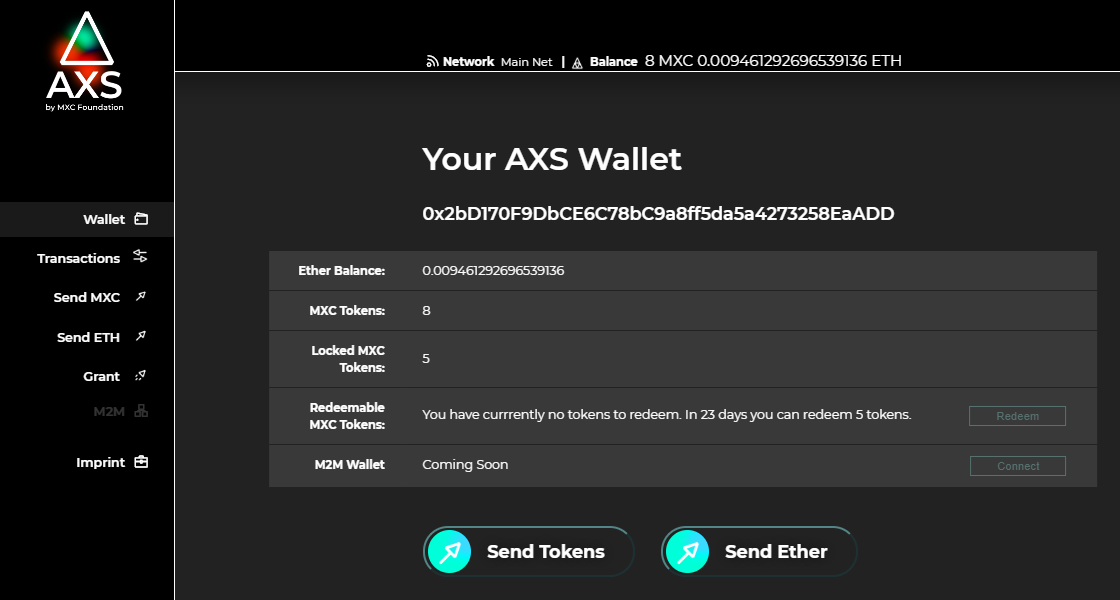 AXS
by MXC Foundation
Network Main Net | Balance 8 MXC 0.009461292696539136 ETH
Wallet
Transactions
Send MXC
Send ETH
Grant
M2M
Imprint
Your AXS Wallet
0x2bD170F9DbCE6C78bC9a8ff5da5a4273258EaADD
Ether Balance: 0.009461292696539136
MXC Tokens: 8
Locked MXC
Tokens: 5
Redeemable
MXC Tokens: You have currrently no tokens to redeem. In 23 days you can redeem 5 tokens. Redeem
M2M Wallet Coming Soon Connect
Send Tokens Send Ether